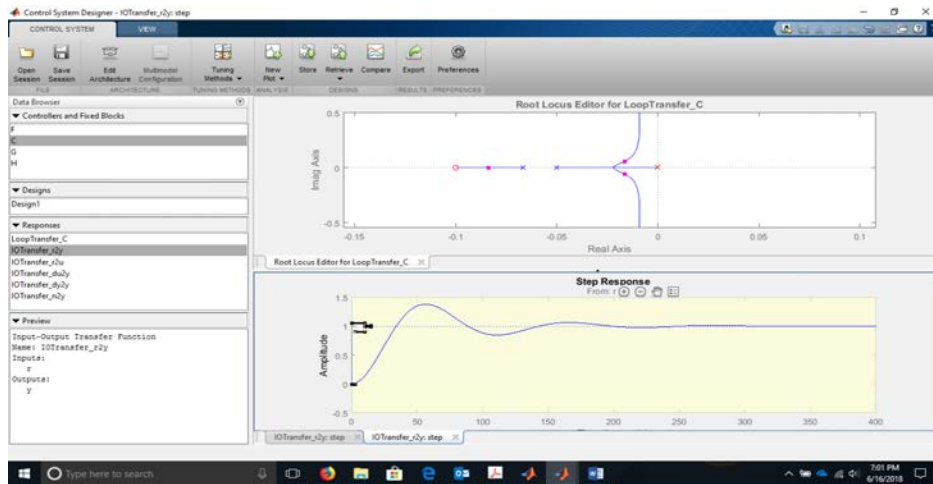 Control System Designer - IOTransfer_r2y: step
CONTROL SYSTEM VIEW
Open Session
Save Session
Edit Architecture
Multimodel Configuration
Tuning Methods
New Plot
Store
Retrieve
Compare
Export
Preferences
FILE ARCHITECTURE TUNING METHODS ANALYSIS DESIGNS RESULTS PREFERENCES
Data Browser
Controllers and Fixed Blocks
F
C
G
H
Designs
Design1
Responses
LoopTransfer_C
IOTransfer_r2y
IOTransfer_r2u
IOTransfer_du2y
IOTransfer_dy2y
IOTransfer_n2y
Preview
Input-Output Transfer Function
Name: IOTransfer_r2y
Inputs:
r
Outputs:
y
Root Locus Editor for LoopTransfer_C
0.5
0
-0.5
Imag Axis
-0.15 -0.1 -0.05 0 0.05 0.1
Real Axis
Root Locus Editor for LoopTransfer_C
Step Response
From: r
1.5
1
0.5
0
-0.5
Amplitude
0 50 100 150 200 250 300 350 400
IOTransfer_r2y: step IOTransfer_r2y: step
Type here to search
7:01 PM
6/16/2018